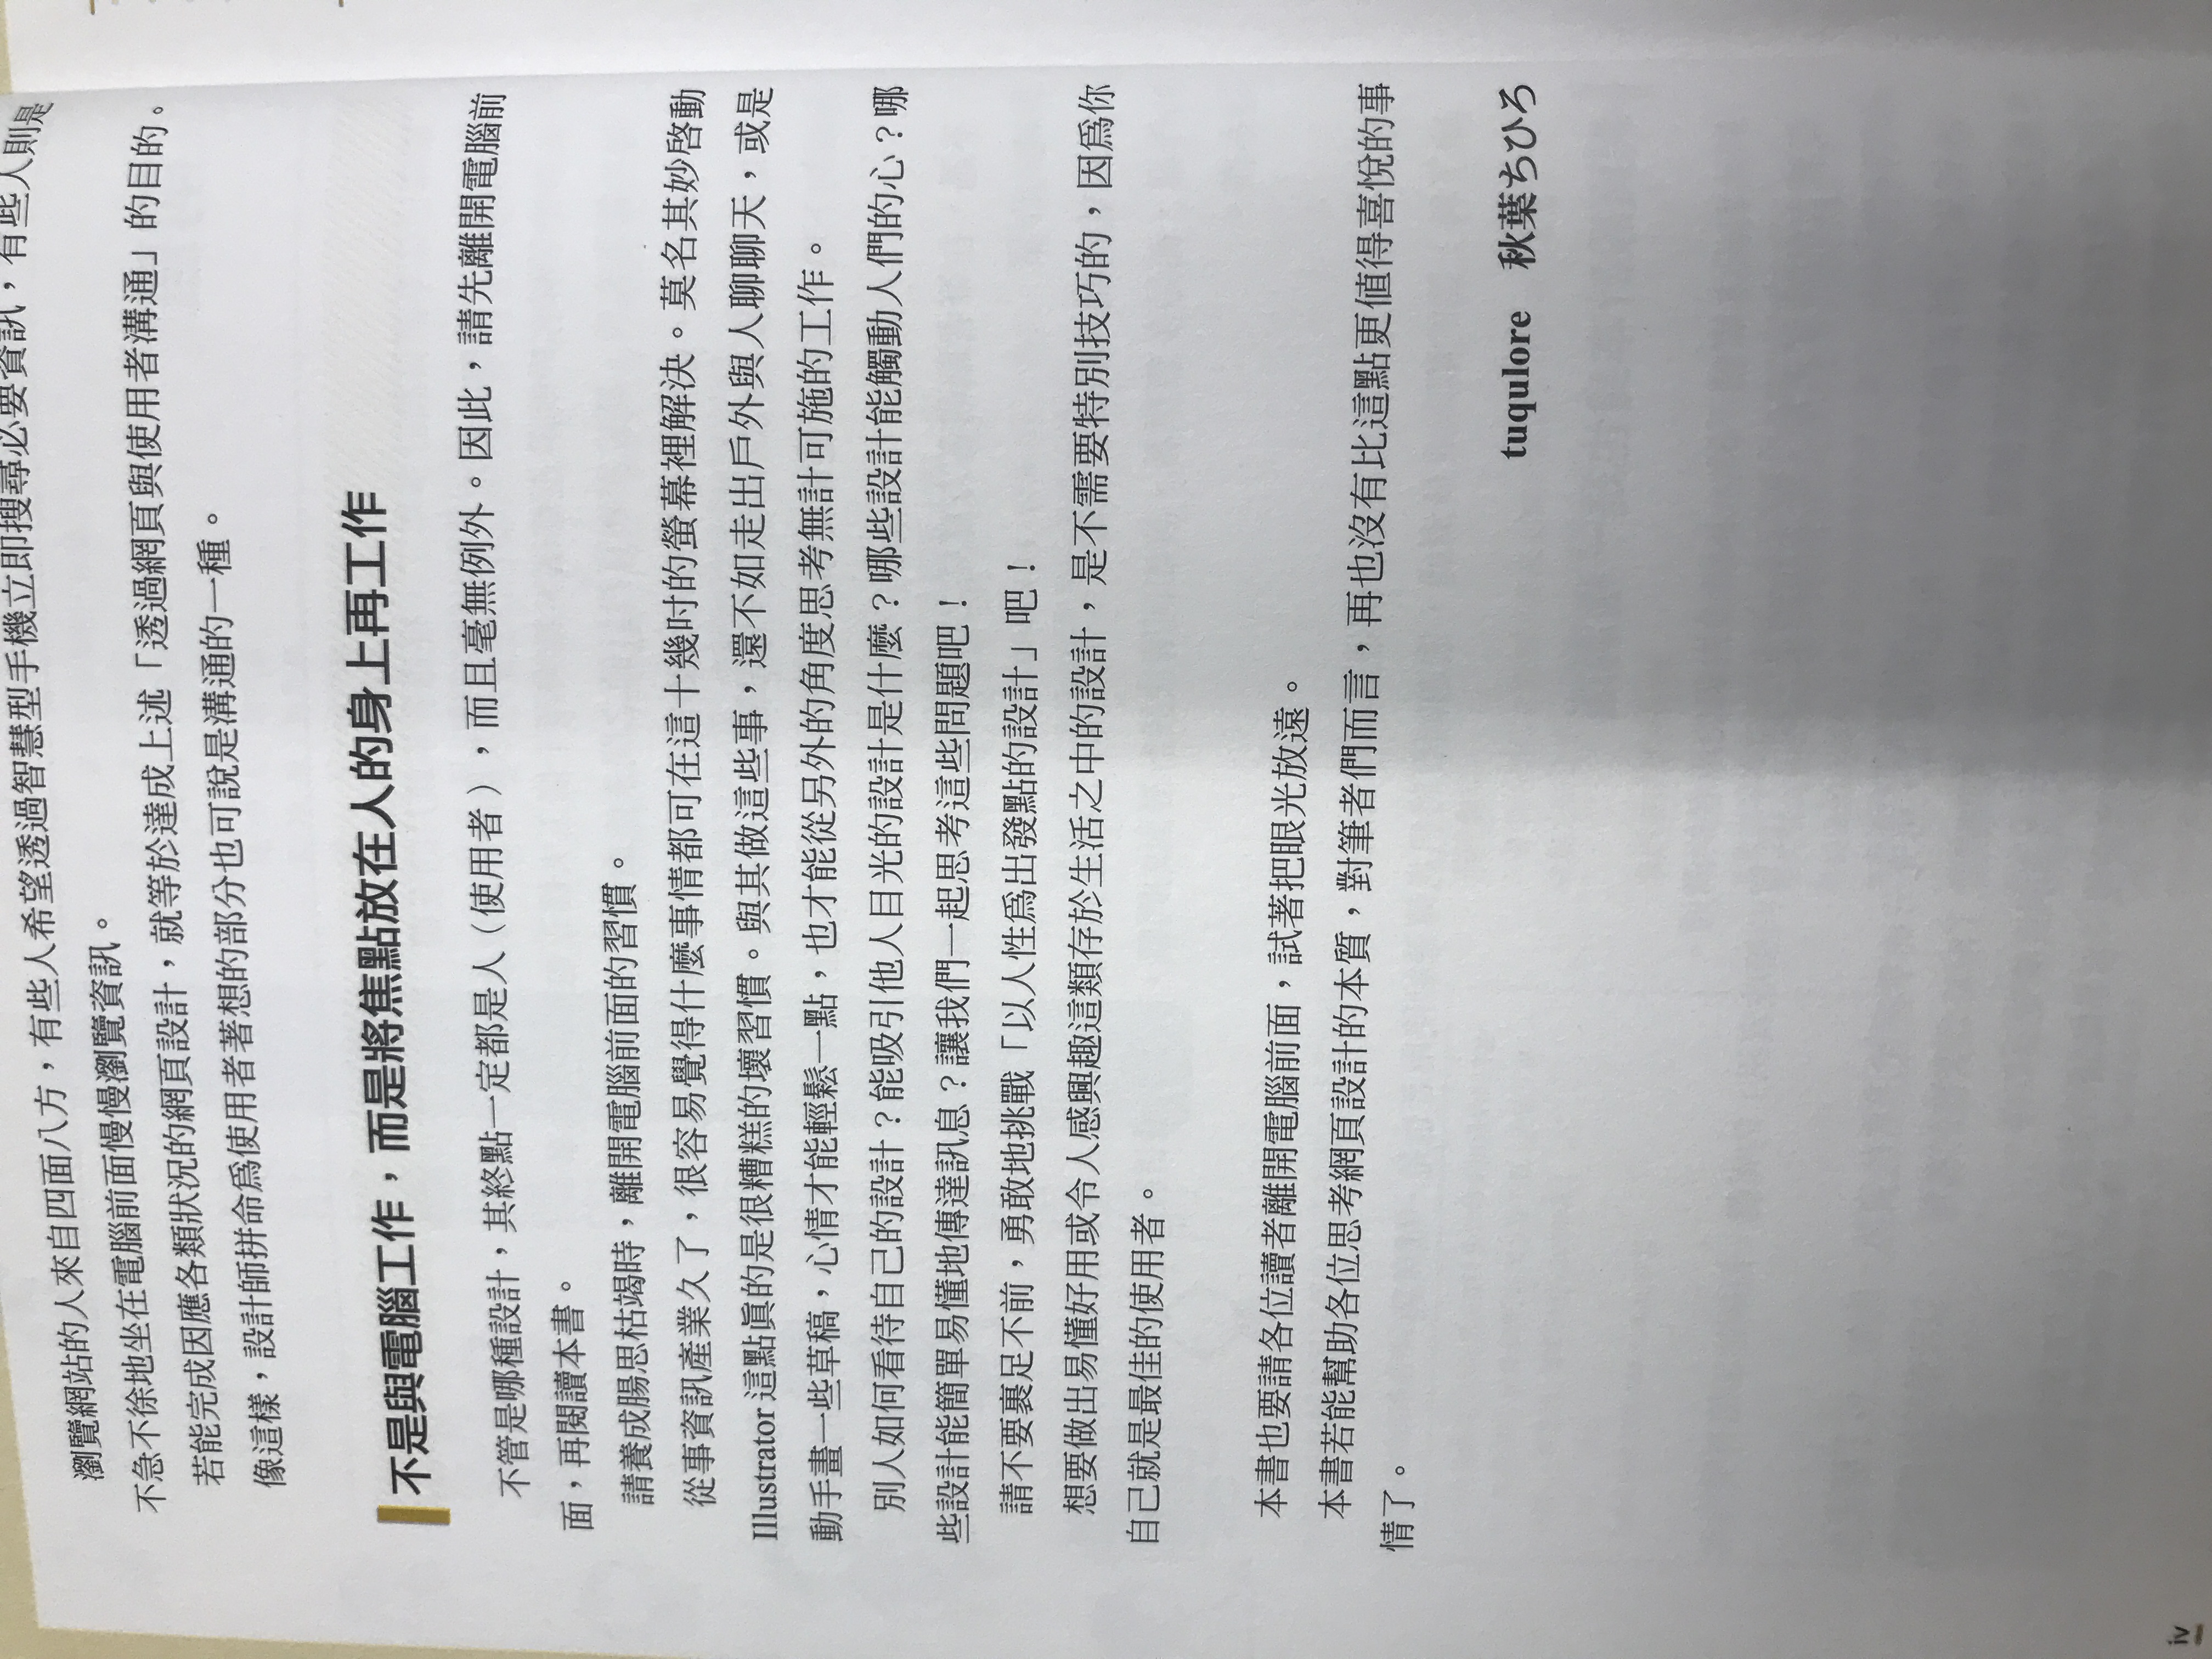 瀏覽網站的人來自四面八方，有些人希望透過智慧型手機立即搜尋必要資訊，有些人則是
不急不徐地坐在電腦前面慢慢瀏覽資訊。
若能完成因應各類狀況的網頁設計，就等於達成上述「透過網頁與使用者溝通」的目的。
像這樣，設計師拼命爲使用者著想的部分也可說是溝通的一種。
不是與電腦工作，而是將焦點放在人的身上再工作
不管是哪種設計，其終點一定都是人（使用者），而且毫無例外。因此，請先離開電腦前
面，再閱讀本書。
請養成腸思枯竭時，離開電腦前面的習慣。
從事資訊產業久了，很容易覺得什麼事情都可在這十幾吋的螢幕裡解決。莫名其妙啓動
Illustrator 這點眞的是很糟糕的壞習慣。與其做這些事，還不如走出戶外與人聊聊天，或是
動手畫一些草稿，心情才能輕鬆一點，也才能從另外的角度思考無計可施的工作。
別人如何看待自己的設計？能吸引他人目光的設計是什麼？哪些設計能觸動人們的心？哪
些設計能簡單易懂地傳達訊息？讓我們一起思考這些問題吧！
請不要裹足不前，勇敢地挑戰「以人性爲出發點的設計」吧！
想要做出易懂好用或令人感興趣這類存於生活之中的設計，是不需要特別技巧的，因爲你
自己就是最佳的使用者。
本書也要請各位讀者離開電腦前面，試著把眼光放遠。
本書若能幫助各位思考網頁設計的本質，對筆者們而言，再也沒有比這點更值得喜悅的事
情了。
tuqulore 秋葉ちひろ
iv